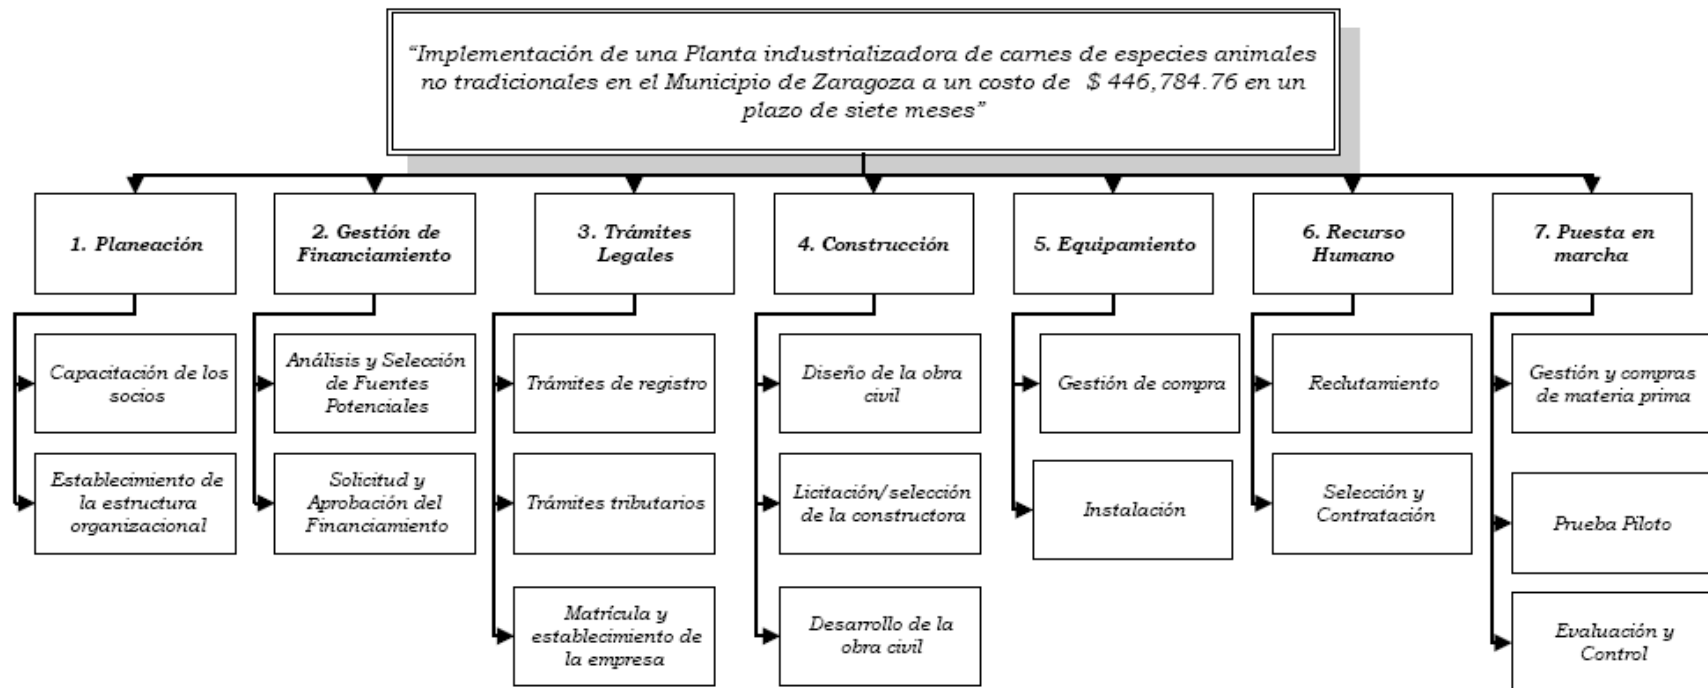 “Implementación de una Planta industrializadora de carnes de especies animales
no tradicionales en el Municipio de Zaragoza a un costo de $ 446,784.76 en un
plazo de siete meses”
1. Planeación
2. Gestión de
Financiamiento
3. Trámites
Legales
4. Construcción
5. Equipamiento
6. Recurso
Humano
7. Puesta en
marcha
Capacitación de los
socios
Establecimiento de
la estructura
organizacional
Análisis y Selección
de Fuentes
Potenciales
Solicitud y
Aprobación del
Financiamiento
Trámites de registro
Trámites tributarios
Matrícula y
establecimiento de
la empresa
Diseño de la obra
civil
Licitación/selección
de la constructora
Desarrollo de la
obra civil
Gestión de compra
Instalación
Reclutamiento
Selección y
Contratación
Gestión y compras
de materia prima
Prueba Piloto
Evaluación y
Control